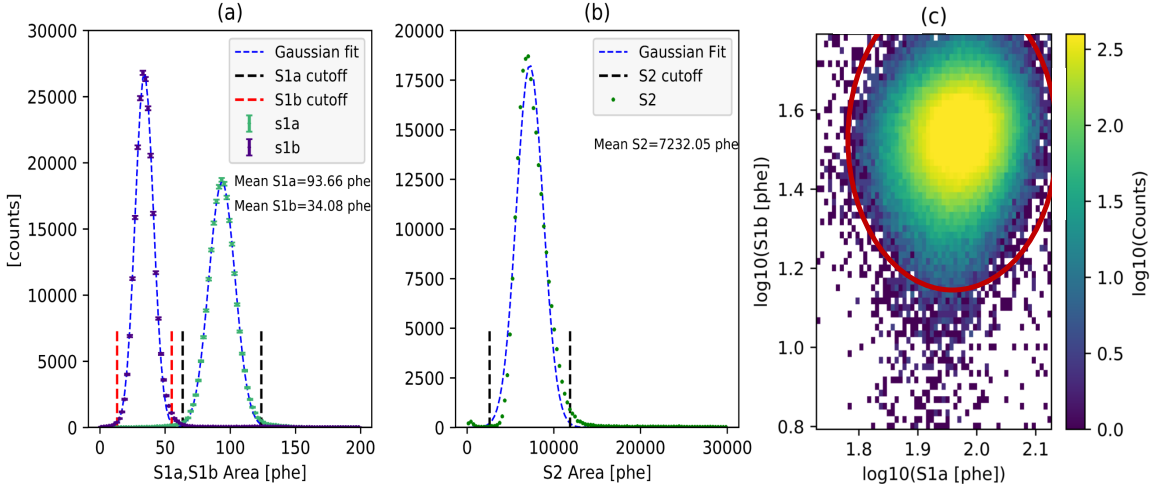 (a)
30000
25000
20000
15000
10000
5000
0
[counts]
0 50 100 150 200
S1a,S1b Area [phe]
Gaussian fit
S1a cutoff
S1b cutoff
s1a
s1b
Mean S1a=93.66 phe
Mean S1b=34.08 phe
(b)
20000
17500
15000
12500
10000
7500
5000
2500
0
0 10000 20000 30000
S2 Area [phe]
Gaussian Fit
S2 cutoff
S2
Mean S2=7232.05 phe
(c)
1.6
1.4
1.2
1.0
0.8
log10(S1b [phe])
1.8 1.9 2.0 2.1
log10(S1a [phe])
2.5
2.0
1.5
1.0
0.5
0.0
log10(Counts)